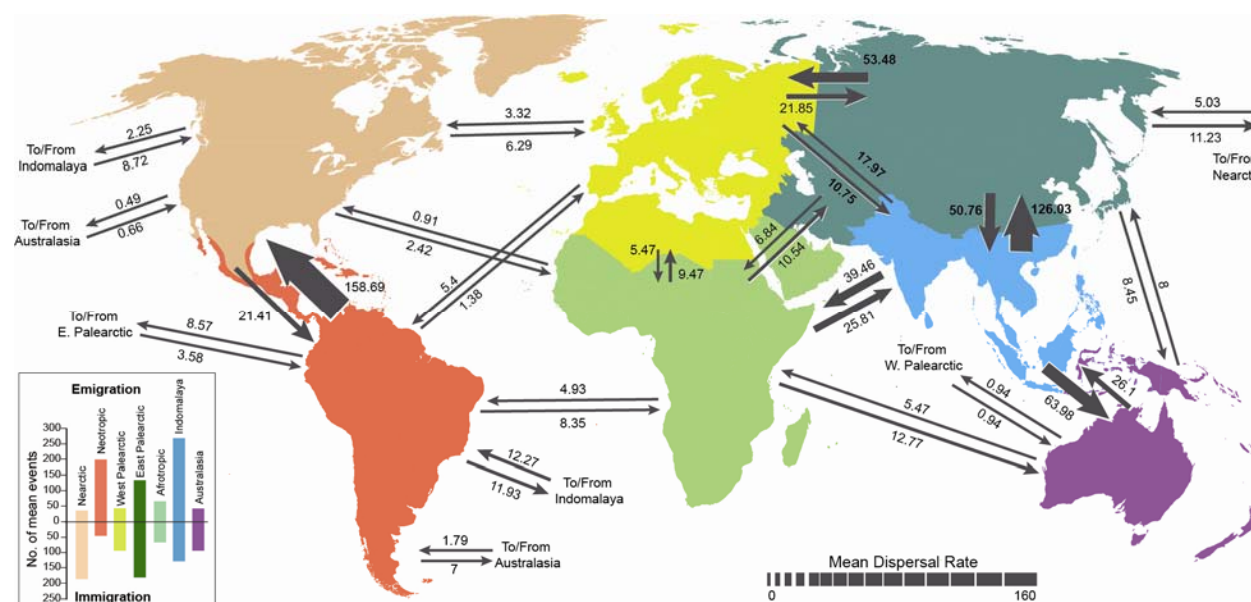 53.48
21.85
3.32
6.29
5.03
11.23
To/From
Nearct
2.25
8.72
To/From
Indomalaya
17.97
10.75
0.49
0.66
To/From
Australasia
0.91
2.42
5.47
9.47
6.84
10.54
50.76
126.03
39.46
25.81
8.45
8
158.69
21.41
5.4
1.38
To/From
E. Palearctic
8.57
3.58
To/From
W. Palearctic
0.94
0.94
63.98
26.1
4.93
8.35
5.47
12.77
12.27
11.93
To/From
Indomalaya
1.79
7
To/From
Australasia
Emigration
No. of mean events
300
250
200
150
100
50
0
50
100
150
200
250
Nearctic
Neotropic
West Palearctic
East Palearctic
Afrotropic
Indomalaya
Australasia
Immigration
Mean Dispersal Rate
0
160